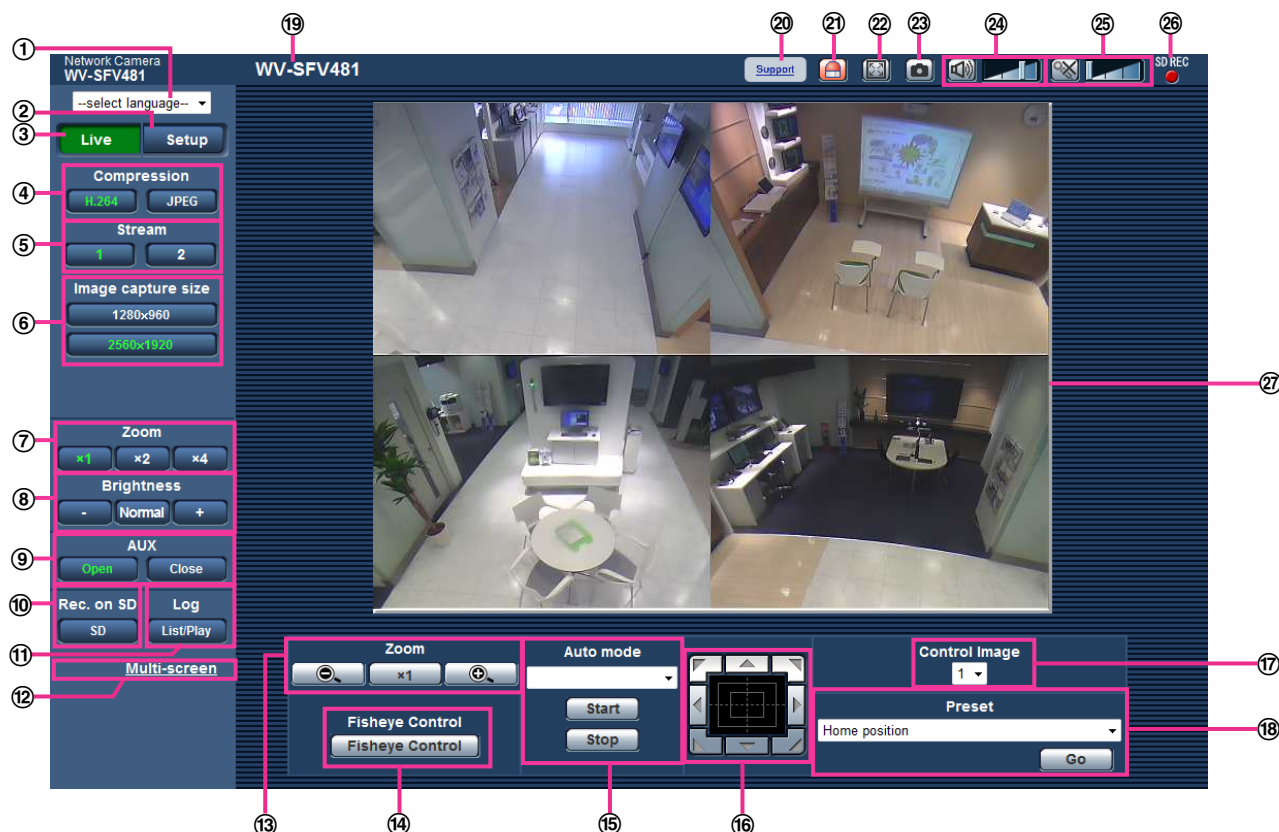 ⑲ ⑳ ㉑ ㉒ ㉓ ㉔ ㉕ ㉖
①
Network Camera
WV-SFV481
WV-SFV481
Support
SD REC
--select language--
②
③
Live Setup
④
Compression
H.264 JPEG
⑤
Stream
1 2
⑥
Image capture size
1280x960
2560x1920
㉗
⑦
Zoom
×1 ×2 ×4
⑧
Brightness
- Normal +
⑨
AUX
Open Close
⑩
Rec. on SD
SD
Log
List/Play
⑪
Multi-screen
⑫
Zoom
×1
Fisheye Control
Fisheye Control
Auto mode
Start
Stop
Control Image
1
⑰
Preset
Home position
Go
⑱
⑬ ⑭ ⑮ ⑯